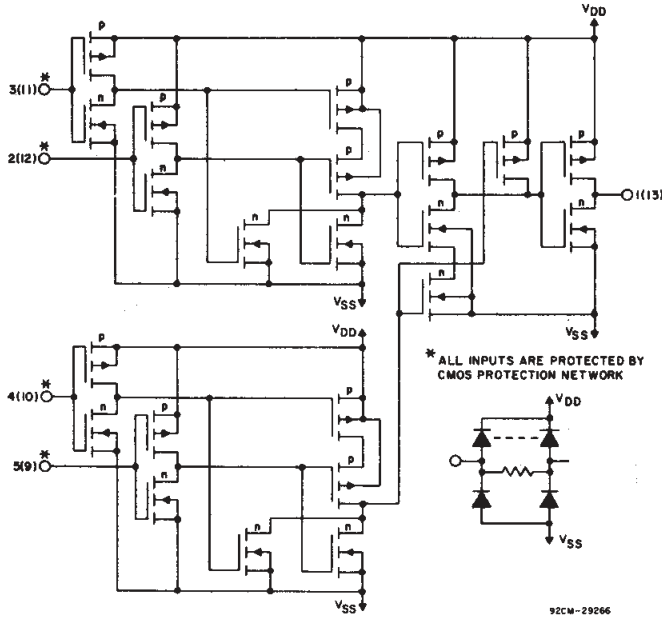 VDD
p
p
p
p
p
3(11) *
p
n
p
2(12) *
n
n
1(13)
n
n
n
n
VSS
VSS
VDD
* ALL INPUTS ARE PROTECTED BY
CMOS PROTECTION NETWORK
p
p
4(10) *
p
p
n
VDD
5(9) *
p
n
n
n
VSS
VSS
92CM-29266